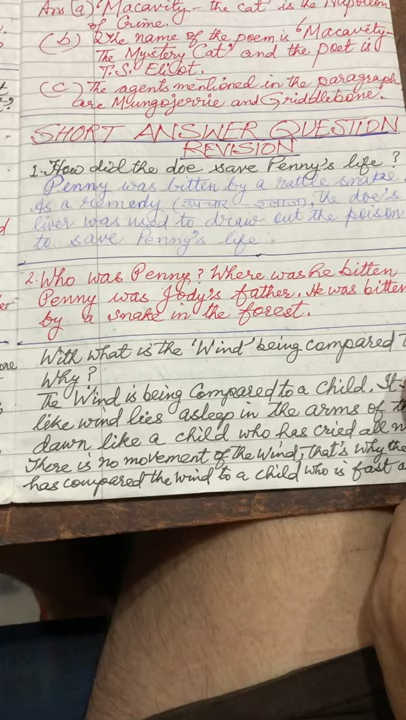 Ans (a) "Macavity - the cat" is the Napoleon
of Crime.
(b) The name of the poem is "Macavity-
The Mystery Cat" and the poet is
T.S. Eliot.
(c) The agents mentioned in the paragraph
are Mungojerrie and Griddlebone.
SHORT ANSWER QUESTION
REVISION
1. How did the doe save Penny's life?
Penny was bitten by a rattle snake.
As a remedy (उपचार, इलाज), the doe's
liver was used to draw out the poison
to save Penny's life.
2. Who was Penny? Where was he bitten
Penny was Jody's father. He was bitten
by a snake in the forest.
With what is the 'Wind' being compared
Why?
The Wind is being Compared to a child. It
like wind lies asleep in the arms of
dawn like a child who has cried all
There is no movement of the Wind, that's why the
has compared the wind to a child who is fast